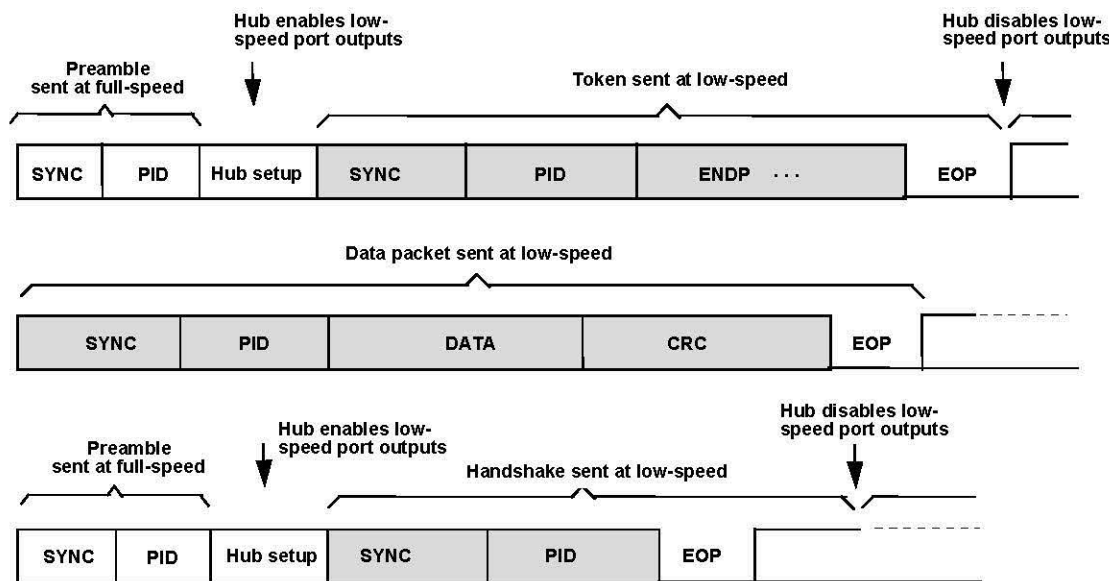 Hub enables low-
speed port outputs
Hub disables low-
speed port outputs
Preamble
sent at full-speed
Token sent at low-speed
SYNC PID Hub setup SYNC PID ENDP ... EOP
Data packet sent at low-speed
SYNC PID DATA CRC EOP
Hub enables low-
speed port outputs
Hub disables low-
speed port outputs
Preamble
sent at full-speed
Handshake sent at low-speed
SYNC PID Hub setup SYNC PID EOP